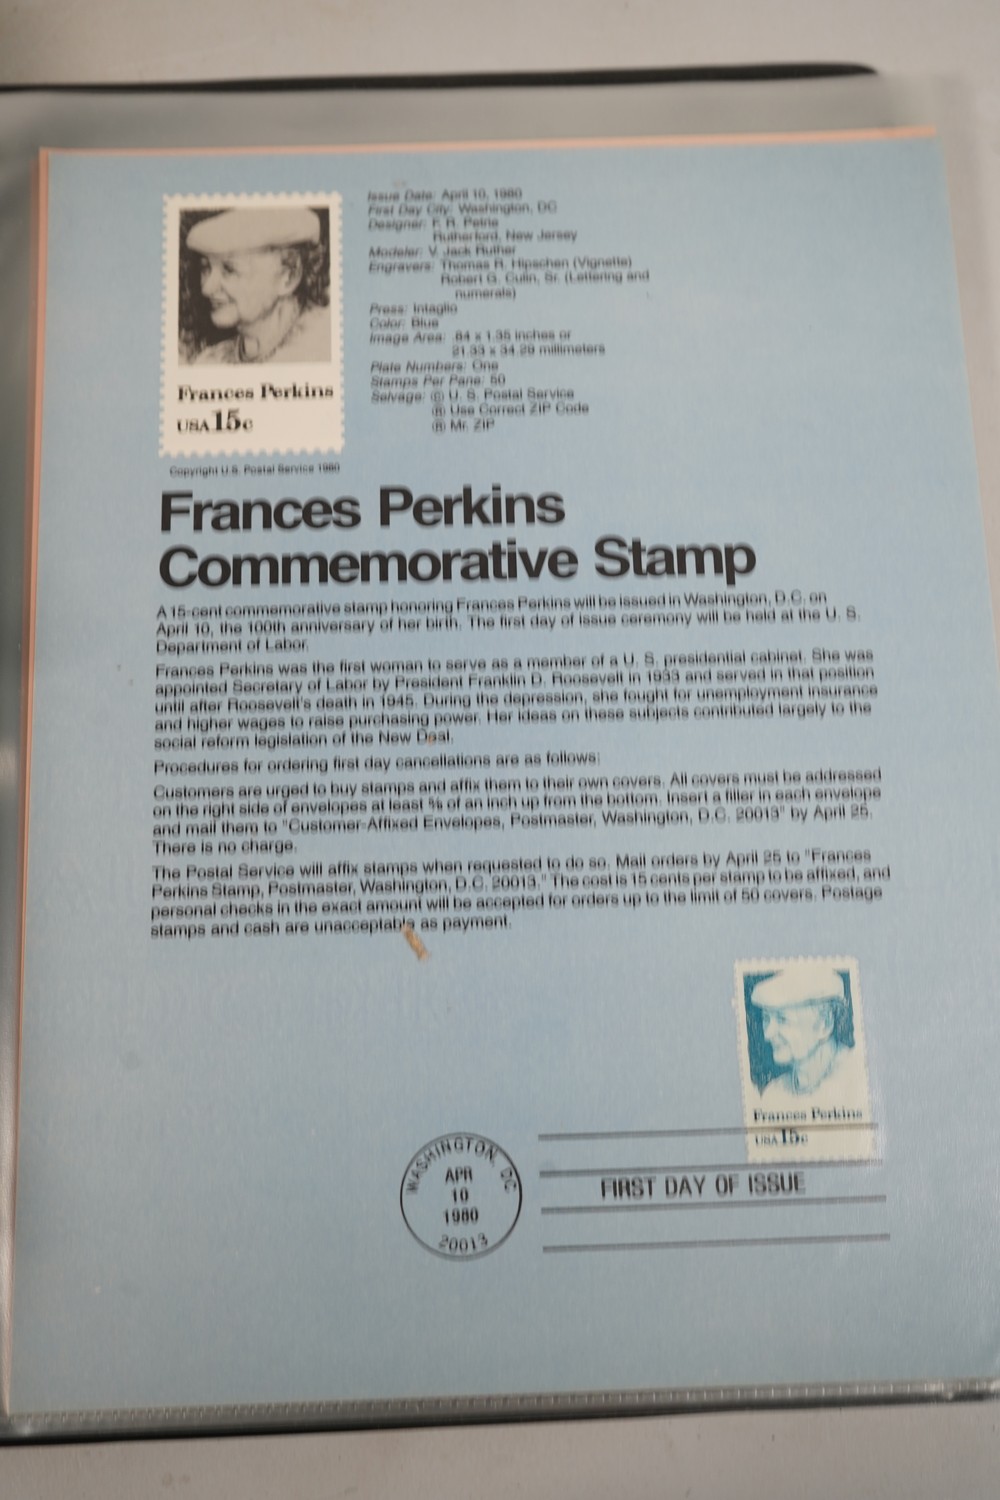 Issue Date: April 10, 1980
First Day City: Washington, DC
Designer: F. R. Petrie
Rutherford, New Jersey
Modeler: V. Jack Ruther
Engravers: Thomas R. Hipschen (Vignette)
Robert G. Culin, Sr. (Lettering and
numerals)
Press: Intaglio
Color: Blue
Image Area: .84 x 1.35 inches or
21.33 x 34.29 millimeters
Plate Numbers: One
Stamps Per Pane: 50
Selvage: © U. S. Postal Service
® Use Correct ZIP Code
® Mr. ZIP
Frances Perkins
USA 15c
Copyright U.S. Postal Service 1980
Frances Perkins
Commemorative Stamp
A 15-cent commemorative stamp honoring Frances Perkins will be issued in Washington, D.C. on
April 10, the 100th anniversary of her birth. The first day of issue ceremony will be held at the U. S.
Department of Labor.
Frances Perkins was the first woman to serve as a member of a U. S. presidential cabinet. She was
appointed Secretary of Labor by President Franklin D. Roosevelt in 1933 and served in that position
until after Roosevelt's death in 1945. During the depression, she fought for unemployment insurance
and higher wages to raise purchasing power. Her ideas on these subjects contributed largely to the
social reform legislation of the New Deal.
Procedures for ordering first day cancellations are as follows:
Customers are urged to buy stamps and affix them to their own covers. All covers must be addressed
on the right side of envelopes at least ⅝ of an inch up from the bottom. Insert a filler in each envelope
and mail them to "Customer-Affixed Envelopes, Postmaster, Washington, D.C. 20013" by April 25.
There is no charge.
The Postal Service will affix stamps when requested to do so. Mail orders by April 25 to "Frances
Perkins Stamp, Postmaster, Washington, D.C. 20013." The cost is 15 cents per stamp to be affixed, and
personal checks in the exact amount will be accepted for orders up to the limit of 50 covers. Postage
stamps and cash are unacceptable as payment.
Frances Perkins
USA 15c
WASHINGTON, DC
APR
10
1980
20013
FIRST DAY OF ISSUE